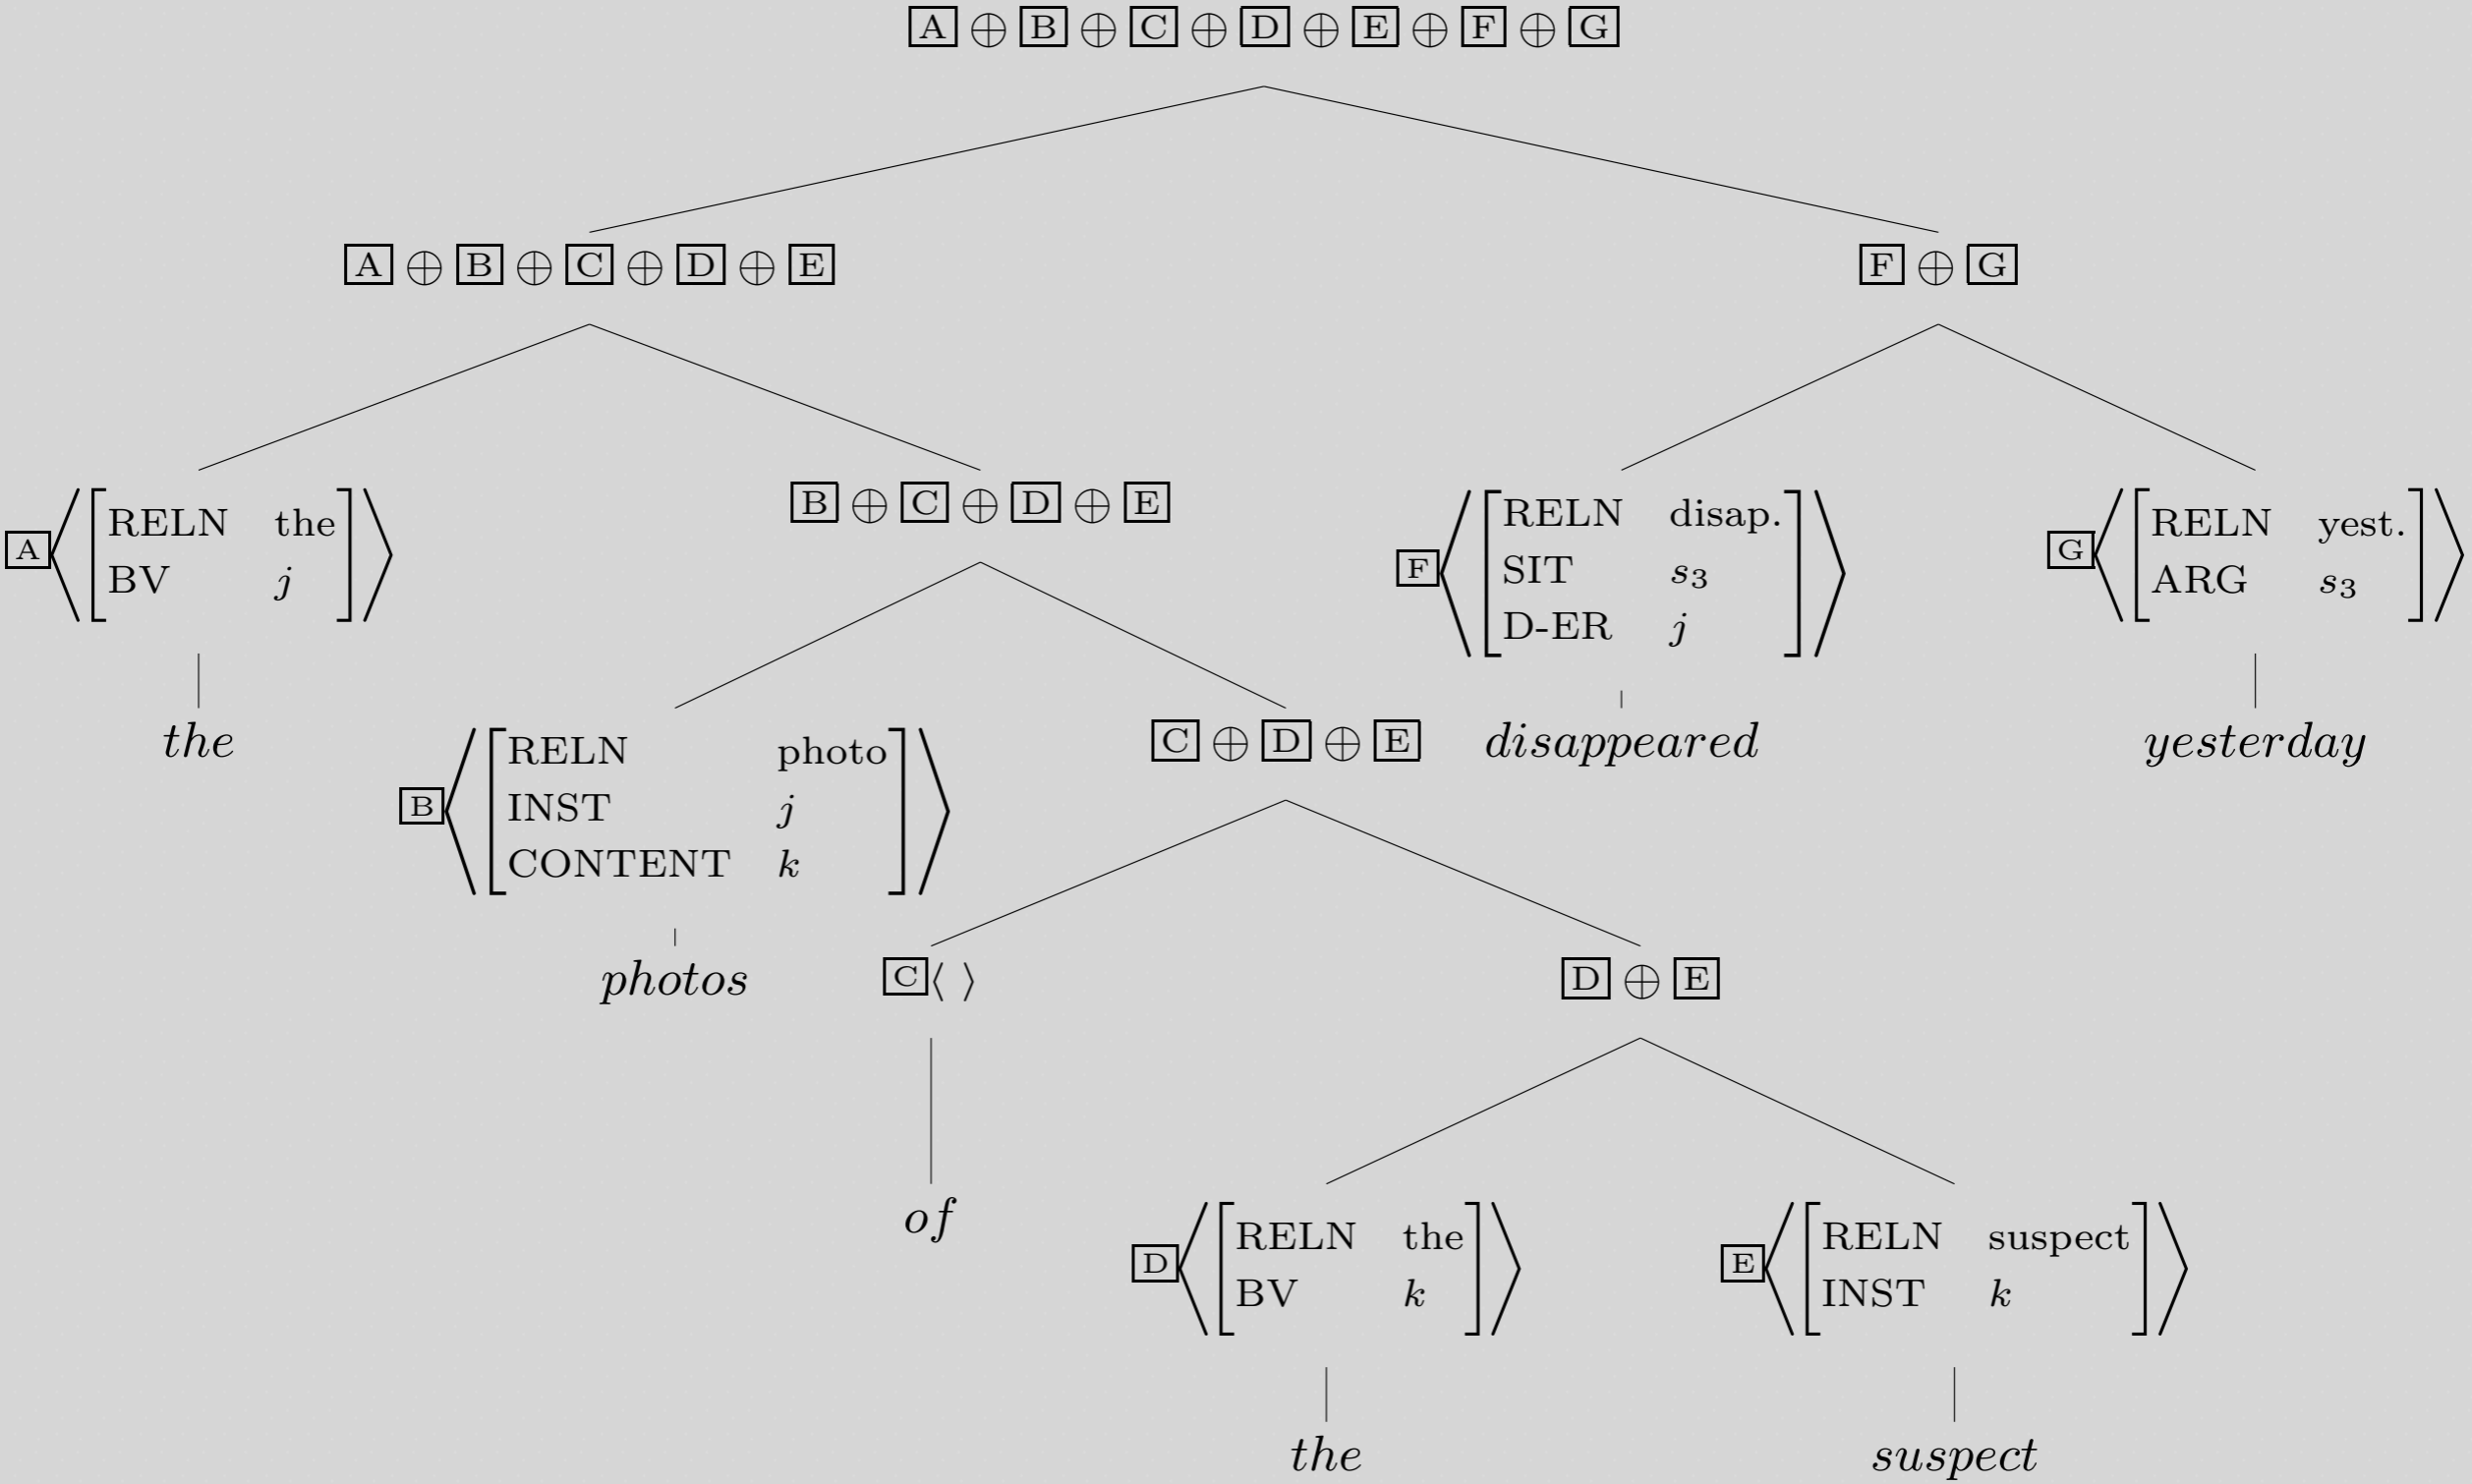 A ⊕ B ⊕ C ⊕ D ⊕ E ⊕ F ⊕ G
A ⊕ B ⊕ C ⊕ D ⊕ E
F ⊕ G
A ⟨[RELN the
BV j]⟩
the
B ⊕ C ⊕ D ⊕ E
F ⟨[RELN disap.
SIT s₃
D-ER j]⟩
disappeared
G ⟨[RELN yest.
ARG s₃]⟩
yesterday
B ⟨[RELN photo
INST j
CONTENT k]⟩
photos
C ⊕ D ⊕ E
C ⟨ ⟩
of
D ⊕ E
D ⟨[RELN the
BV k]⟩
the
E ⟨[RELN suspect
INST k]⟩
suspect